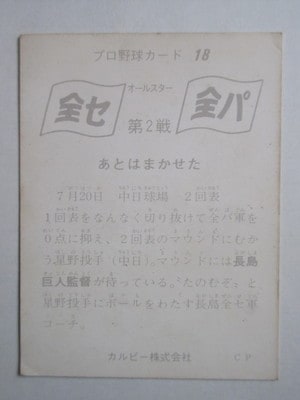 プロ野球カード 18
オールスター
全セ 全パ
第2戦
あとはまかせた
7月20日 中日球場 2回表
1回表をなんなく切り抜けて全パ軍を
0点に抑え、2回表のマウンドにむか
う星野投手(中日)。マウンドには長島
巨人監督が待っている。“たのむぞ〟と
星野投手にボールをわたす長島全セ軍
コーチ。
カルビー株式会社 CP